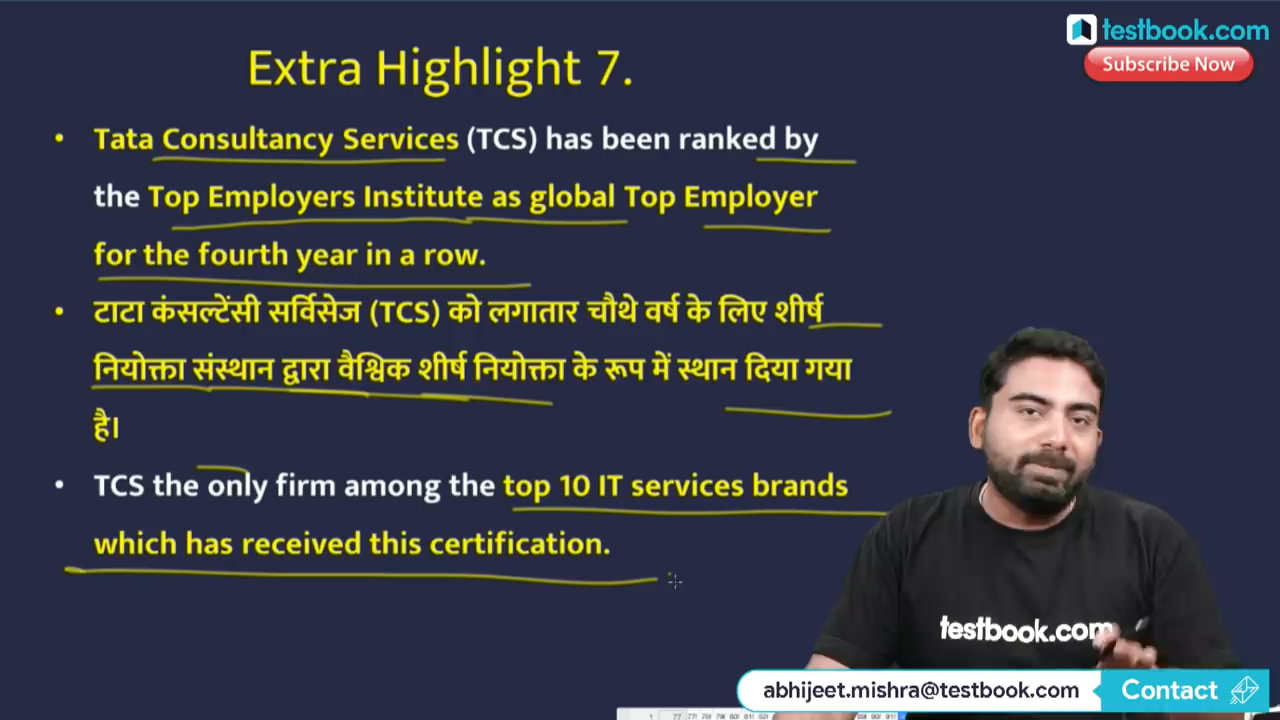 testbook.com
Subscribe Now
Extra Highlight 7.
• Tata Consultancy Services (TCS) has been ranked by
the Top Employers Institute as global Top Employer
for the fourth year in a row.
• टाटा कंसल्टेंसी सर्विसेज (TCS) को लगातार चौथे वर्ष के लिए शीर्ष
नियोक्ता संस्थान द्वारा वैश्विक शीर्ष नियोक्ता के रूप में स्थान दिया गया
है।
• TCS the only firm among the top 10 IT services brands
which has received this certification.
testbook.com
abhijeet.mishra@testbook.com Contact